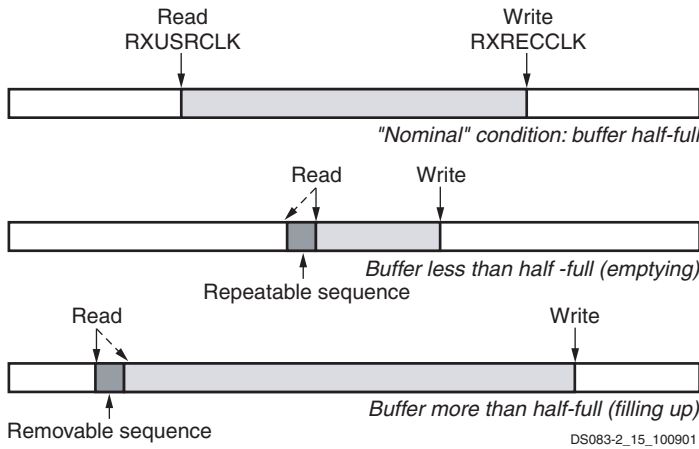 Read
RXUSRCLK
Write
RXRECCLK
"Nominal" condition: buffer half-full
Read
Write
Buffer less than half -full (emptying)
Repeatable sequence
Read
Write
Buffer more than half-full (filling up)
Removable sequence
DS083-2_15_100901